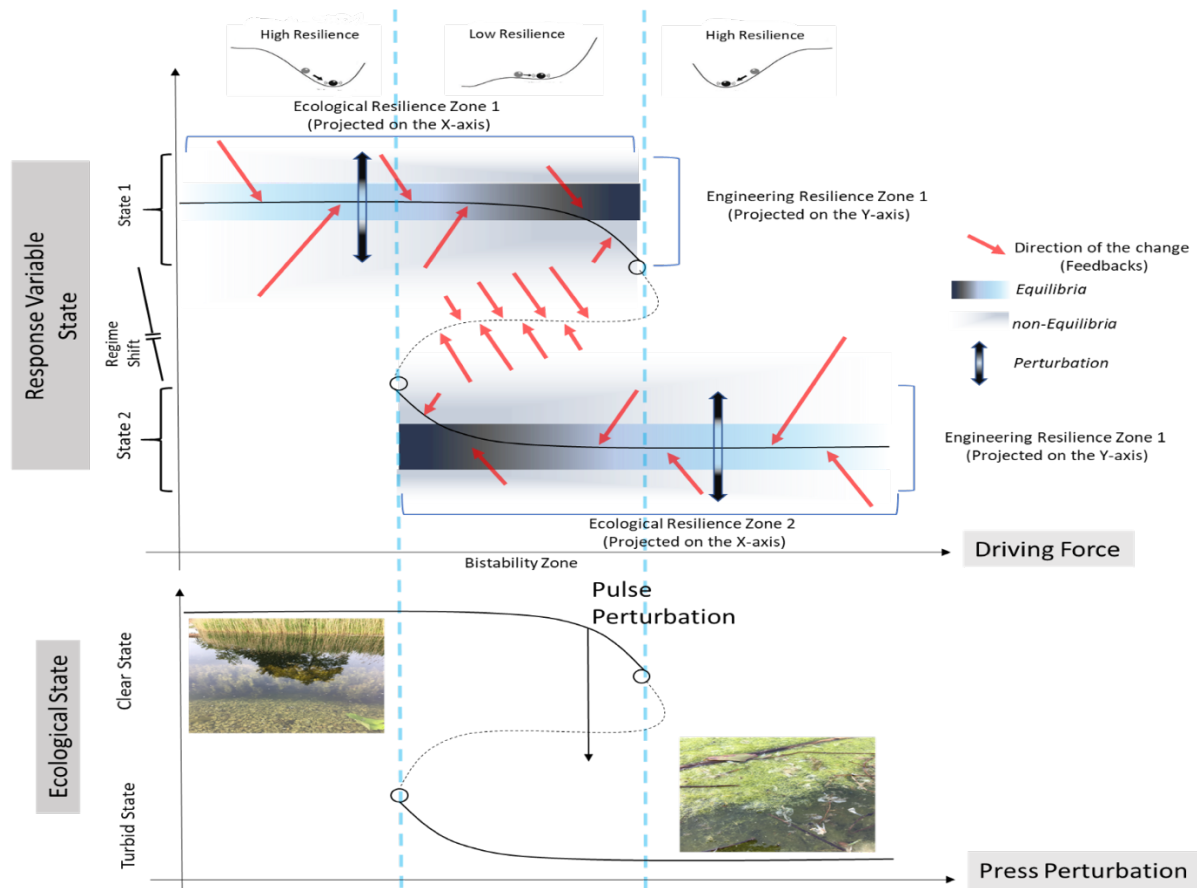 High Resilience
Low Resilience
High Resilience
Ecological Resilience Zone 1
(Projected on the X-axis)
Response Variable
State
State 1
Regime
Shift
State 2
Engineering Resilience Zone 1
(Projected on the Y-axis)
Direction of the change
(Feedbacks)
Equilibria
non-Equilibria
Perturbation
Engineering Resilience Zone 1
(Projected on the Y-axis)
Ecological Resilience Zone 2
(Projected on the X-axis)
Driving Force
Bistability Zone
Pulse
Perturbation
Ecological State
Clear State
Turbid State
Press Perturbation